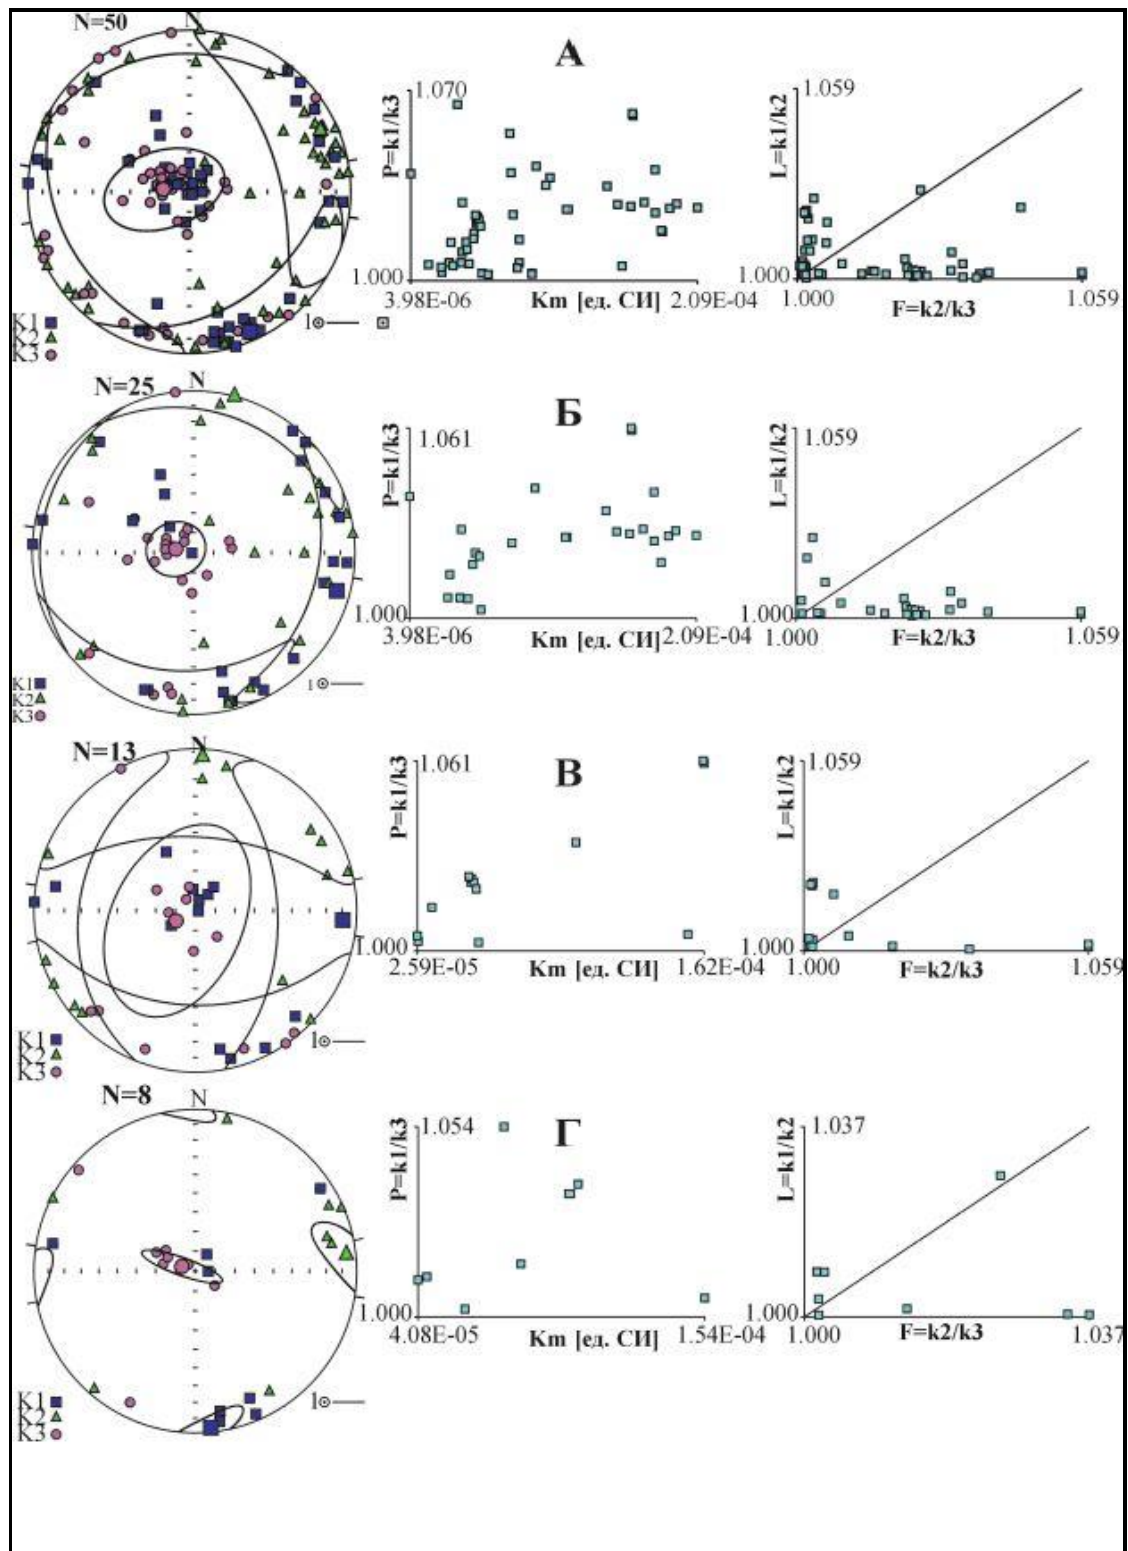 N=50
N
А
P=k1/k3
1.070
1.000
3.98E-06
Km [ед. СИ]
2.09E-04
L=k1/k2
1.059
1.000
1.000
F=k2/k3
1.059
K1
K2
K3
1
N=25
N
Б
P=k1/k3
1.061
1.000
3.98E-06
Km [ед. СИ]
2.09E-04
L=k1/k2
1.059
1.000
1.000
F=k2/k3
1.059
K1
K2
K3
1
N=13
N
В
P=k1/k3
1.061
1.000
2.59E-05
Km [ед. СИ]
1.62E-04
L=k1/k2
1.059
1.000
1.000
F=k2/k3
1.059
K1
K2
K3
1
N=8
N
Г
P=k1/k3
1.054
1.000
4.08E-05
Km [ед. СИ]
1.54E-04
L=k1/k2
1.037
1.000
1.000
F=k2/k3
1.037
K1
K2
K3
1